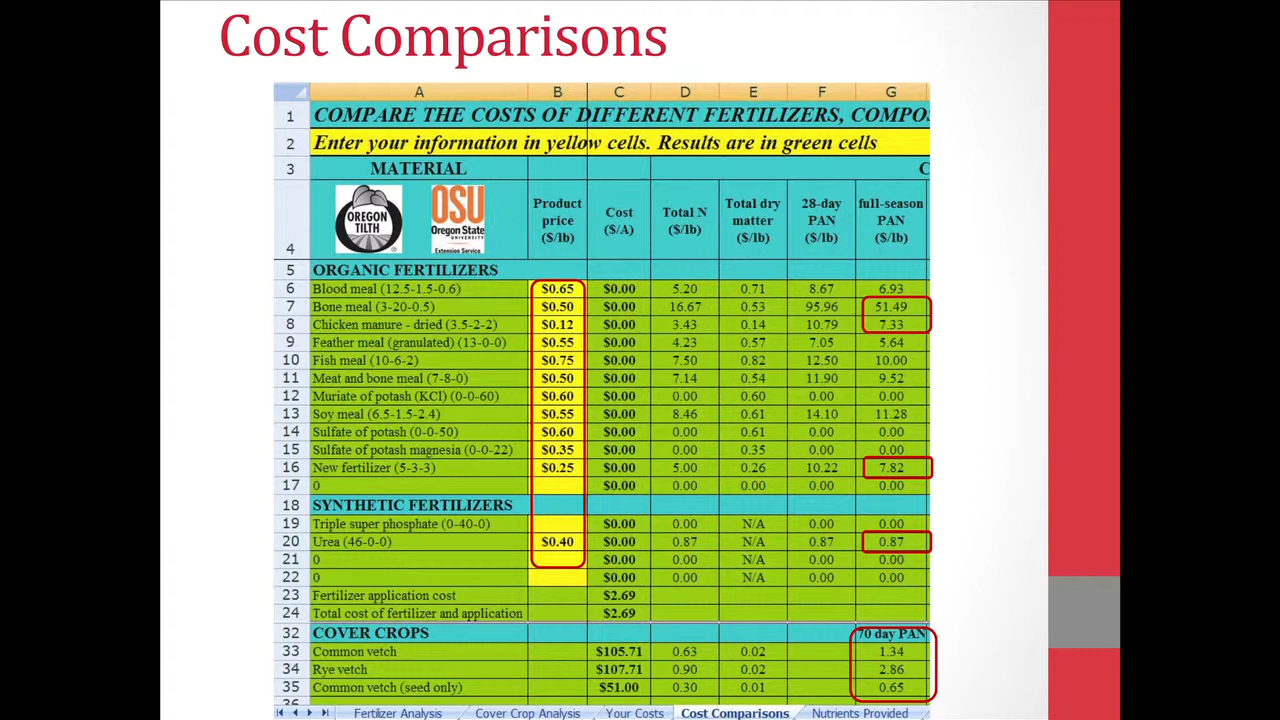 Cost Comparisons
A B C D E F G
1 COMPARE THE COSTS OF DIFFERENT FERTILIZERS, COMPOS
2 Enter your information in yellow cells. Results are in green cells
3 MATERIAL C
4 OREGON TILTH OSU Oregon State UNIVERSITY Extension Service Product price ($/lb) Cost ($/A) Total N ($/lb) Total dry matter ($/lb) 28-day PAN ($/lb) full-season PAN ($/lb)
5 ORGANIC FERTILIZERS
6 Blood meal (12.5-1.5-0.6) $0.65 $0.00 5.20 0.71 8.67 6.93
7 Bone meal (3-20-0.5) $0.50 $0.00 16.67 0.53 95.96 51.49
8 Chicken manure - dried (3.5-2-2) $0.12 $0.00 3.43 0.14 10.79 7.33
9 Feather meal (granulated) (13-0-0) $0.55 $0.00 4.23 0.57 7.05 5.64
10 Fish meal (10-6-2) $0.75 $0.00 7.50 0.82 12.50 10.00
11 Meat and bone meal (7-8-0) $0.50 $0.00 7.14 0.54 11.90 9.52
12 Muriate of potash (KCl) (0-0-60) $0.60 $0.00 0.00 0.60 0.00 0.00
13 Soy meal (6.5-1.5-2.4) $0.55 $0.00 8.46 0.61 14.10 11.28
14 Sulfate of potash (0-0-50) $0.60 $0.00 0.00 0.61 0.00 0.00
15 Sulfate of potash magnesia (0-0-22) $0.35 $0.00 0.00 0.35 0.00 0.00
16 New fertilizer (5-3-3) $0.25 $0.00 5.00 0.26 10.22 7.82
17 0 $0.00 0.00 0.00 0.00 0.00
18 SYNTHETIC FERTILIZERS
19 Triple super phosphate (0-40-0) $0.00 0.00 N/A 0.00 0.00
20 Urea (46-0-0) $0.40 $0.00 0.87 N/A 0.87 0.87
21 0 $0.00 0.00 N/A 0.00 0.00
22 0 $0.00 0.00 N/A 0.00 0.00
23 Fertilizer application cost $2.69
24 Total cost of fertilizer and application $2.69
32 COVER CROPS 70 day PAN
33 Common vetch $105.71 0.63 0.02 1.34
34 Rye vetch $107.71 0.90 0.02 2.86
35 Common vetch (seed only) $51.00 0.30 0.01 0.65
36
Fertilizer Analysis Cover Crop Analysis Your Costs Cost Comparisons Nutrients Provided